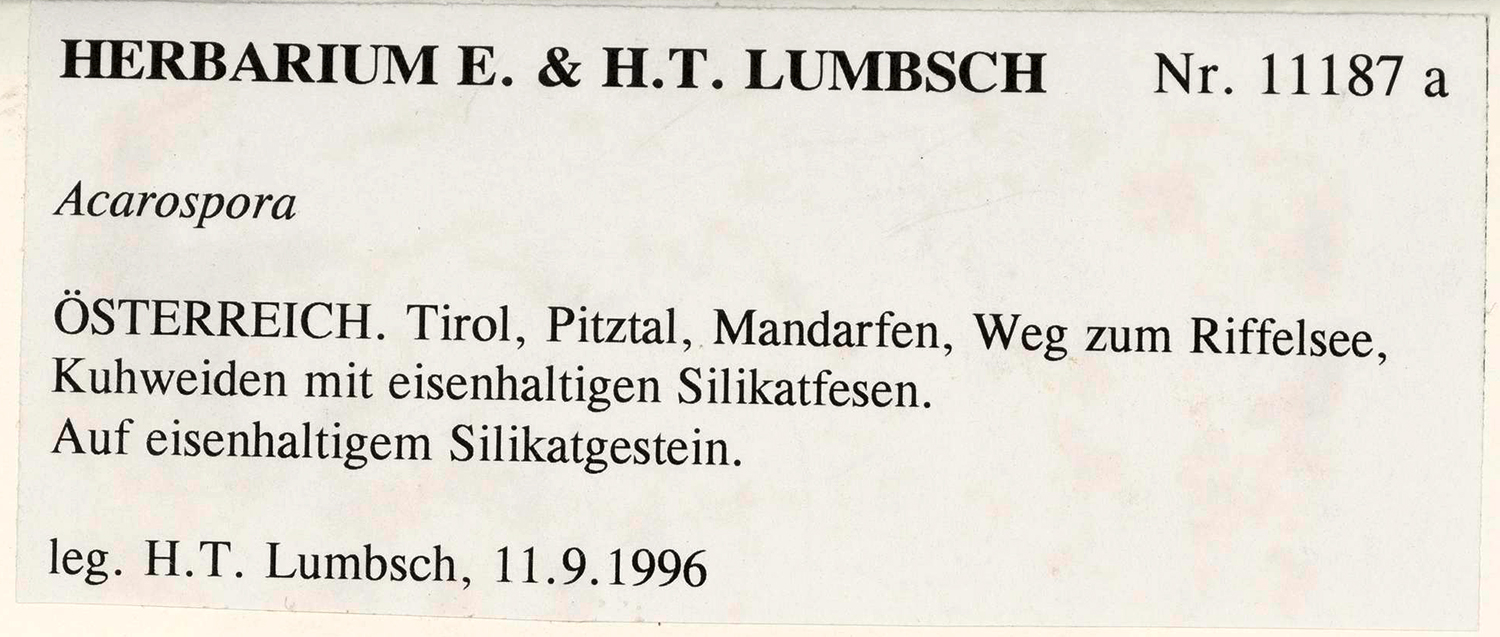 HERBARIUM E. & H.T. LUMBSCH Nr. 11187 a
Acarospora
ÖSTERREICH. Tirol, Pitztal, Mandarfen, Weg zum Riffelsee,
Kuhweiden mit eisenhaltigen Silikatfesen.
Auf eisenhaltigem Silikatgestein.
leg. H.T. Lumbsch, 11.9.1996